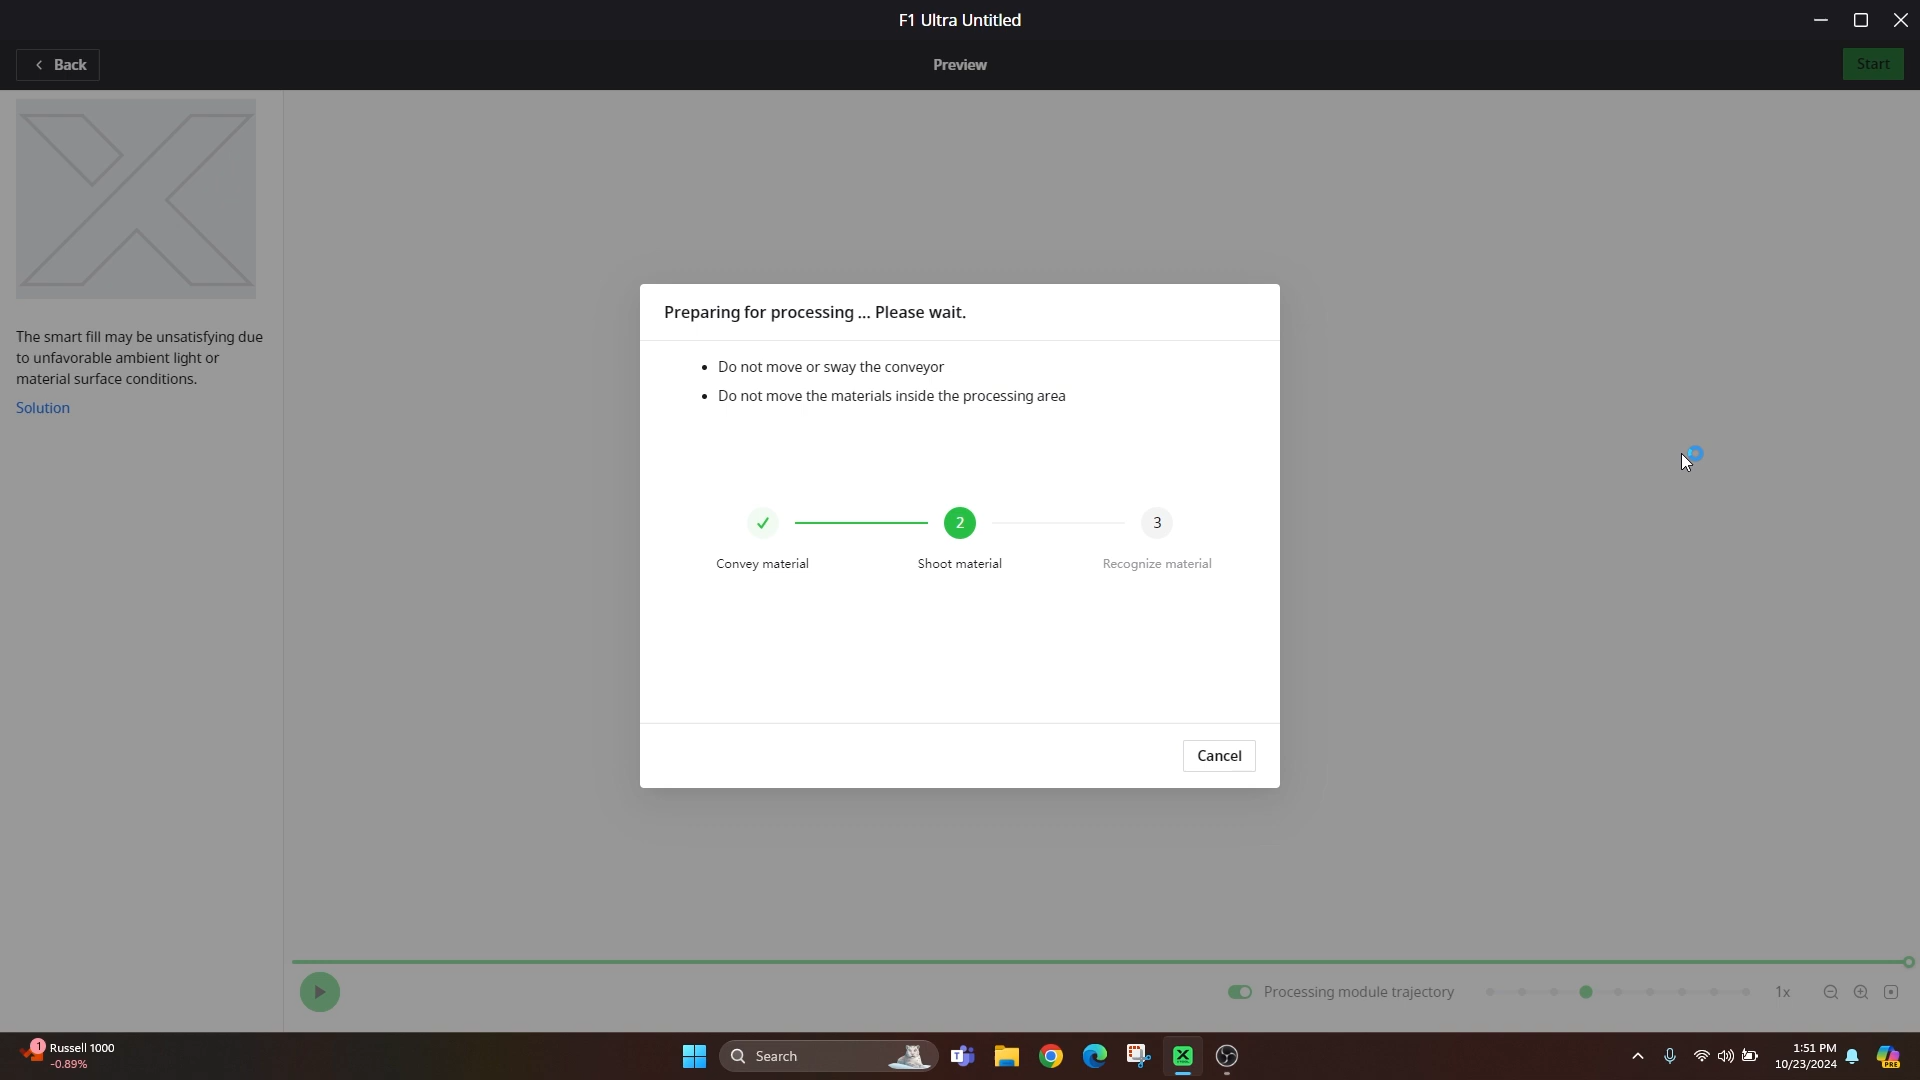 F1 Ultra Untitled
Back
Preview
Start
The smart fill may be unsatisfying due
to unfavorable ambient light or
material surface conditions.
Solution
Preparing for processing ... Please wait.
Do not move or sway the conveyor
Do not move the materials inside the processing area
2
3
Convey material
Shoot material
Recognize material
Cancel
Processing module trajectory
1x
1
Russell 1000
-0.89%
Search
1:51 PM
10/23/2024
PRE